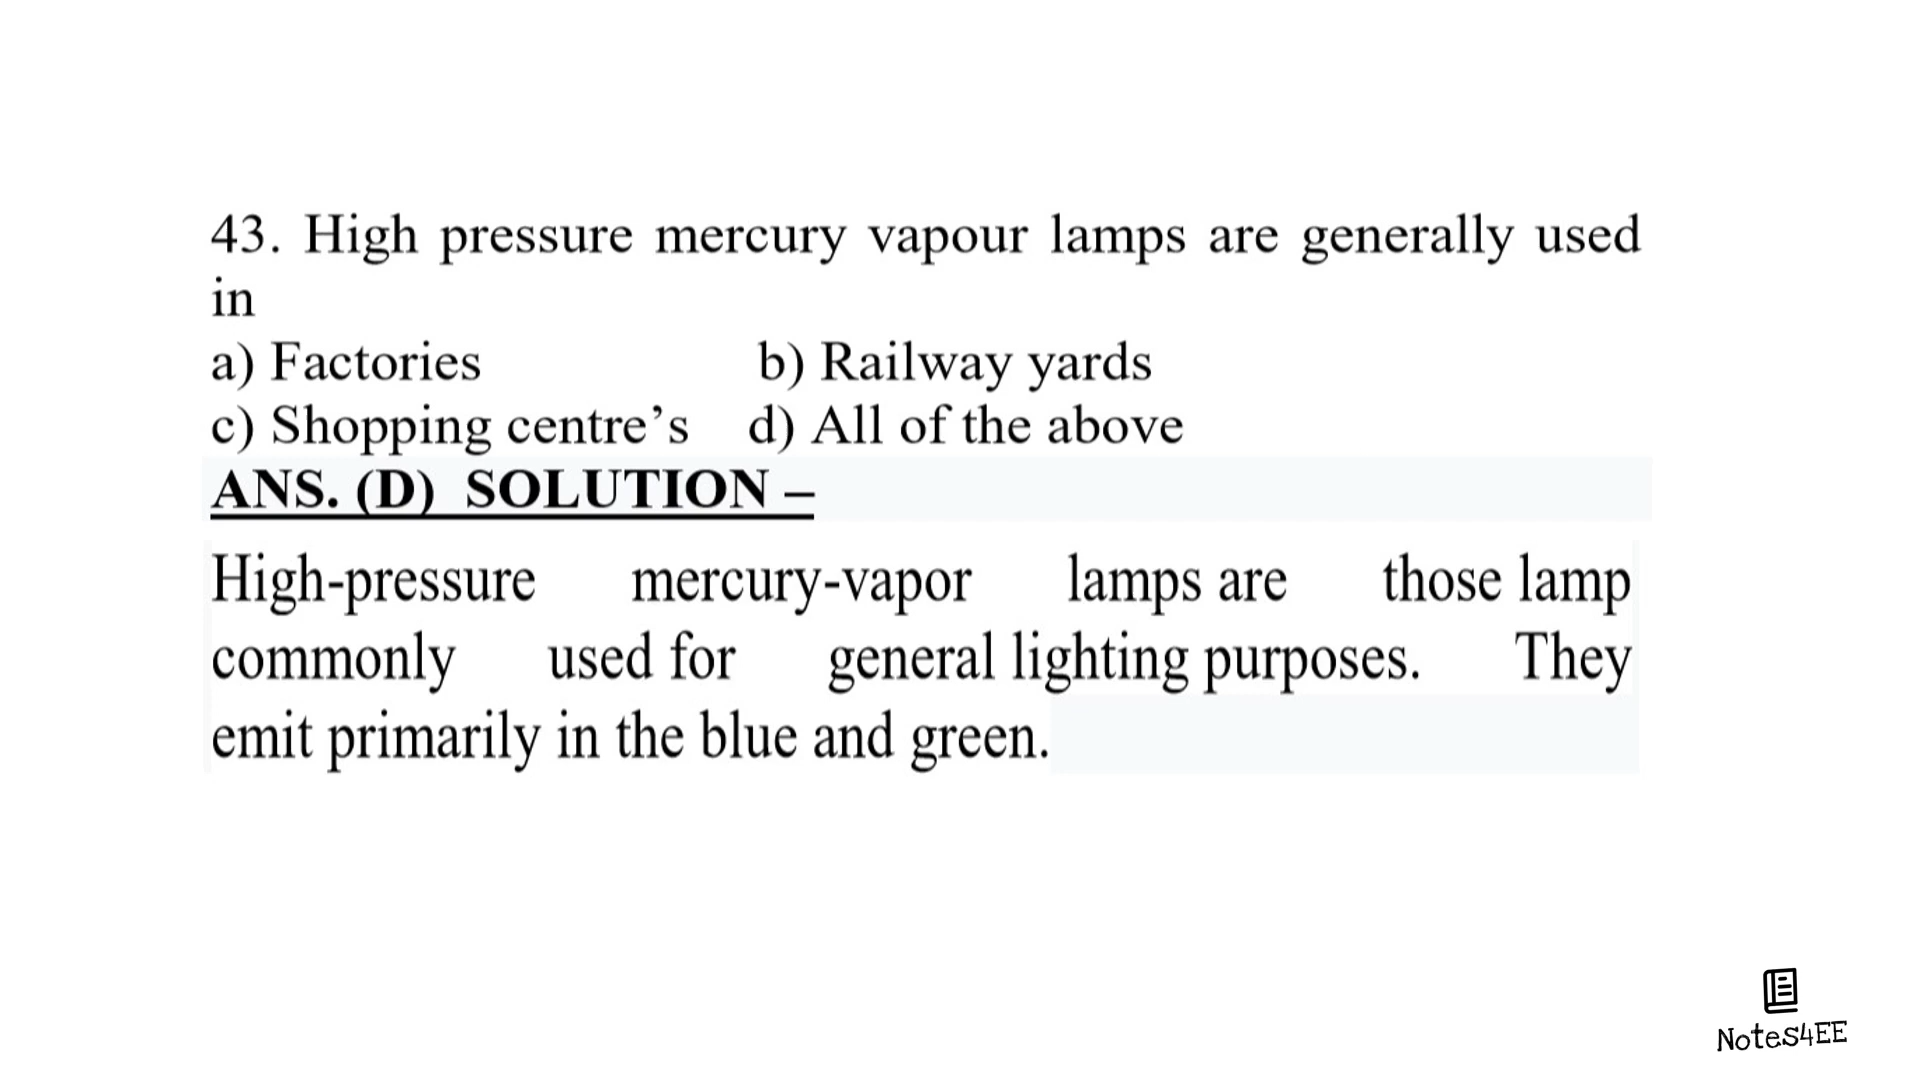 43. High pressure mercury vapour lamps are generally used
in
a) Factories b) Railway yards
c) Shopping centre’s d) All of the above
ANS. (D) SOLUTION –
High-pressure mercury-vapor lamps are those lamp
commonly used for general lighting purposes. They
emit primarily in the blue and green.
Notes4EE